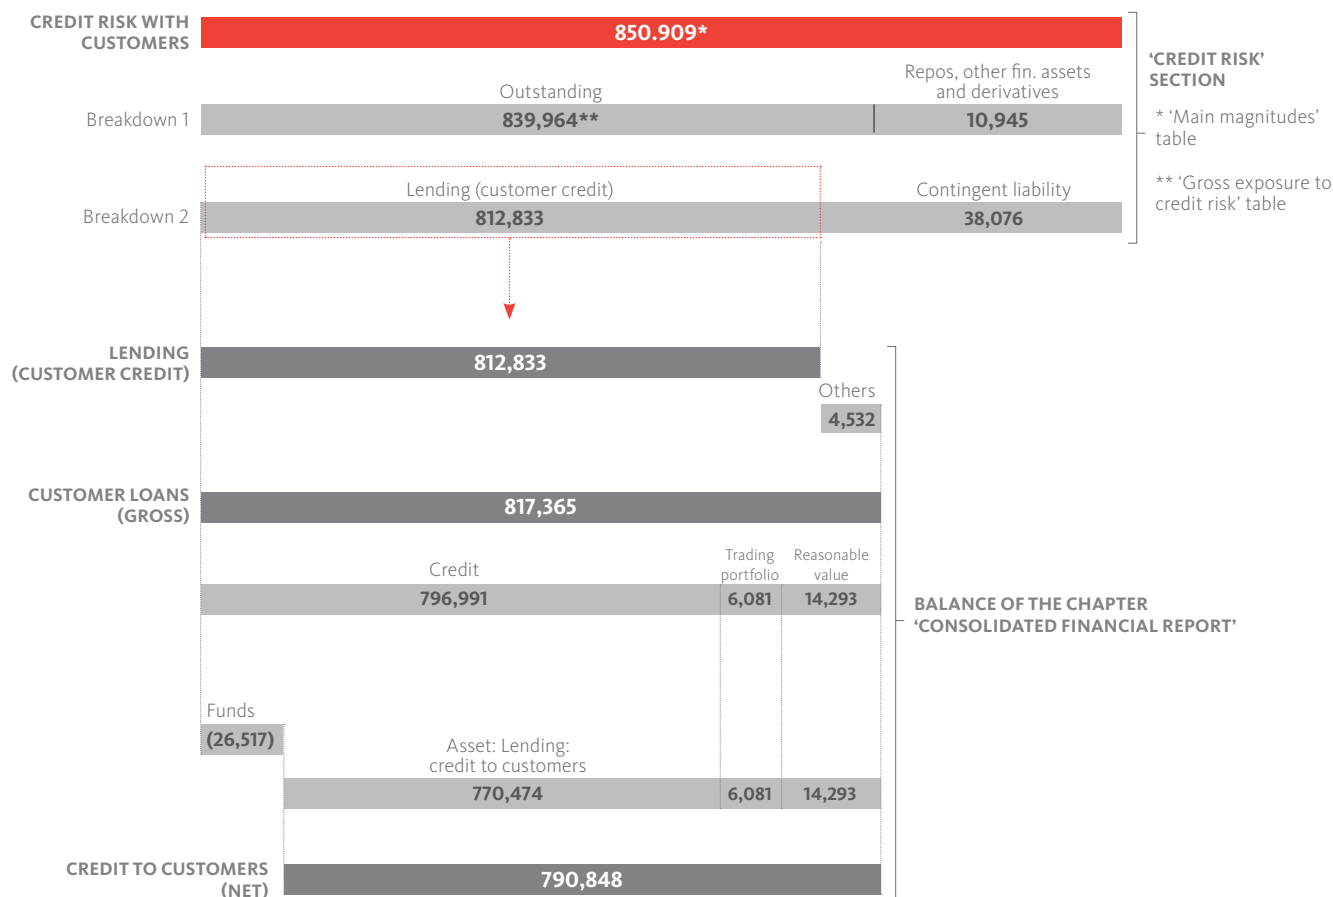 CREDIT RISK WITH
CUSTOMERS
850.909*
Repos, other fin. assets
and derivatives
Outstanding
Breakdown 1
839,964**
10,945
Lending (customer credit)
Contingent liability
Breakdown 2
812,833
38,076
‘CREDIT RISK’
SECTION
* ‘Main magnitudes’
table
** ‘Gross exposure to
credit risk’ table
LENDING
(CUSTOMER CREDIT)
812,833
Others
4,532
CUSTOMER LOANS
(GROSS)
817,365
Credit
Trading
portfolio
Reasonable
value
796,991
6,081
14,293
BALANCE OF THE CHAPTER
‘CONSOLIDATED FINANCIAL REPORT’
Funds
(26,517)
Asset: Lending:
credit to customers
770,474
6,081
14,293
CREDIT TO CUSTOMERS
(NET)
790,848